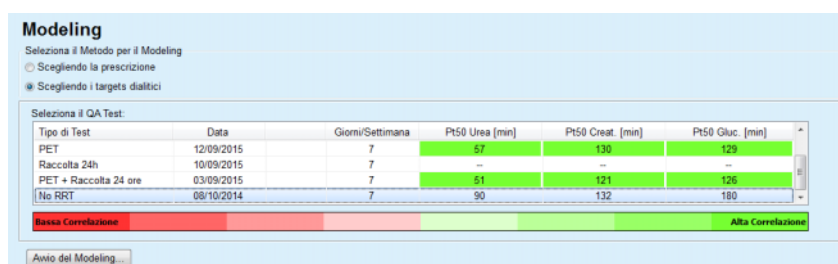 Modeling
Seleziona il Metodo per il Modeling
Scegliendo la prescrizione
Scegliendo i targets dialitici
Seleziona il QA Test:
Tipo di Test Data Giorni/Settimana Pt50 Urea [min] Pt50 Creat. [min] Pt50 Gluc. [min]
PET 12/09/2015 7 57 130 129
Raccolta 24h 10/09/2015 7 -- -- --
PET + Raccolta 24 ore 03/09/2015 7 51 121 126
No RRT 08/10/2014 7 90 132 180
Bassa Correlazione Alta Correlazione
Avvio del Modeling...